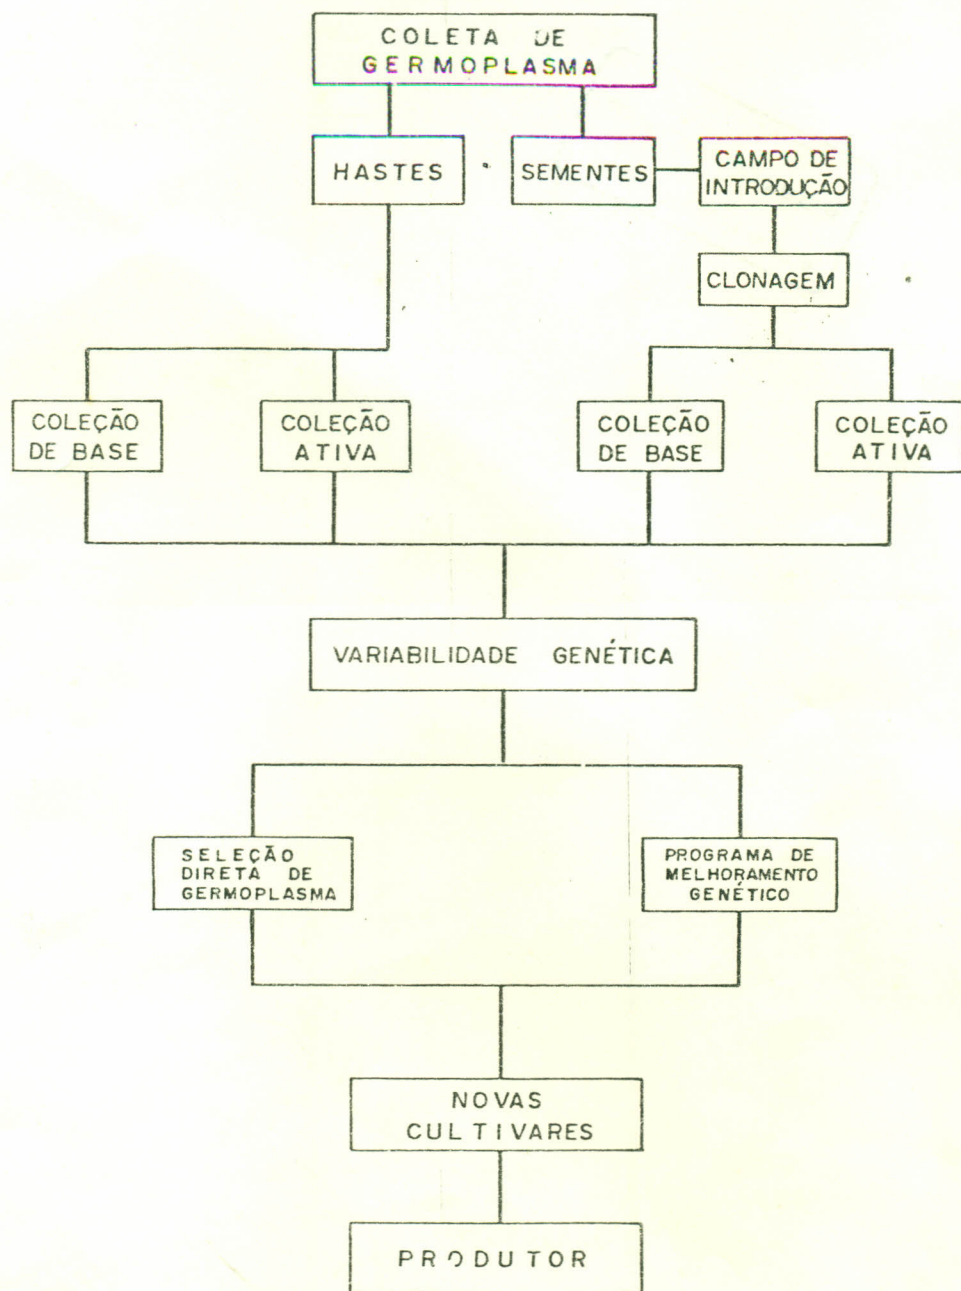 COLETA DE
GERMOPLASMA
HASTES
SEMENTES
CAMPO DE
INTRODUÇÃO
CLONAGEM
COLEÇÃO
DE BASE
COLEÇÃO
ATIVA
COLEÇÃO
DE BASE
COLEÇÃO
ATIVA
VARIABILIDADE GENÉTICA
SELEÇÃO
DIRETA DE
GERMOPLASMA
PROGRAMA DE
MELHORAMENTO
GENÉTICO
NOVAS
CULTIVARES
PRODUTOR